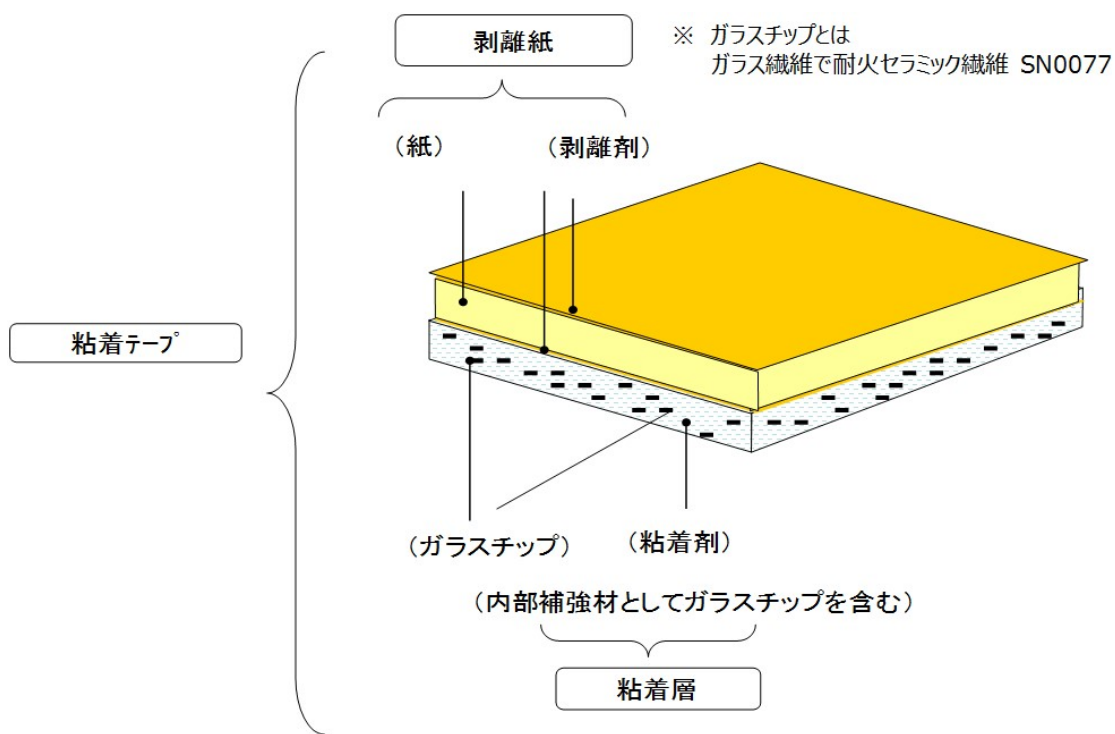 剥離紙
※ ガラスチップとは
ガラス繊維で耐火セラミック繊維 SN0077
（紙）
（剥離剤）
粘着ﾃｰﾌﾟ
（ガラスチップ）
（粘着剤）
（内部補強材としてガラスチップを含む）
粘着層